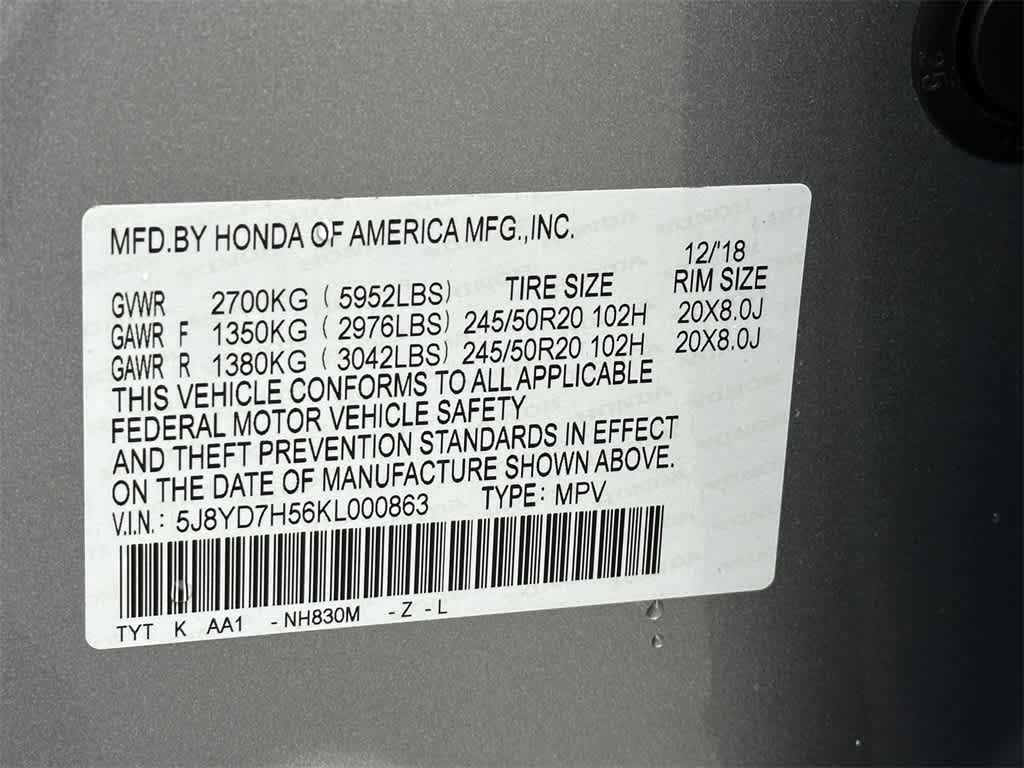 MFD.BY HONDA OF AMERICA MFG.,INC.
12/'18
GVWR 2700KG ( 5952LBS) TIRE SIZE RIM SIZE
GAWR F 1350KG ( 2976LBS) 245/50R20 102H 20X8.0J
GAWR R 1380KG ( 3042LBS) 245/50R20 102H 20X8.0J
THIS VEHICLE CONFORMS TO ALL APPLICABLE
FEDERAL MOTOR VEHICLE SAFETY
AND THEFT PREVENTION STANDARDS IN EFFECT
ON THE DATE OF MANUFACTURE SHOWN ABOVE.
V.I.N.: 5J8YD7H56KL000863 TYPE: MPV
TYT K AA1 -NH830M -Z -L